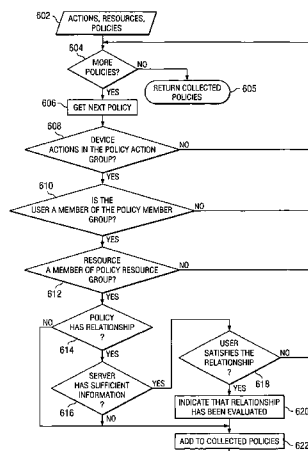 602
ACTIONS, RESOURCES,
POLICIES
604
MORE
POLICIES?
NO
RETURN COLLECTED
POLICIES
605
YES
606
GET NEXT POLICY
608
DEVICE
ACTIONS IN THE POLICY ACTION
GROUP?
NO
YES
610
IS THE
USER A MEMBER OF THE POLICY MEMBER
GROUP?
NO
YES
RESOURCE
A MEMBER OF POLICY RESOURCE
GROUP?
NO
612
YES
POLICY
HAS RELATIONSHIP
?
NO
614
YES
SERVER
HAS SUFFICIENT
INFORMATION
?
YES
616
NO
USER
SATISFIES THE
RELATIONSHIP
?
NO
618
YES
INDICATE THAT RELATIONSHIP
HAS BEEN EVALUATED
620
ADD TO COLLECTED POLICIES
622